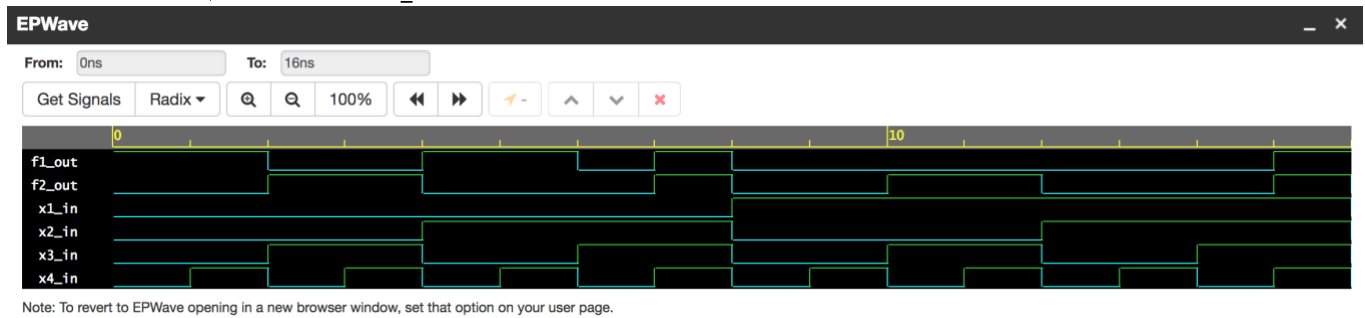 EPWave
From: 0ns To: 16ns
Get Signals Radix 100% -
0 10
f1_out
f2_out
x1_in
x2_in
x3_in
x4_in
Note: To revert to EPWave opening in a new browser window, set that option on your user page.